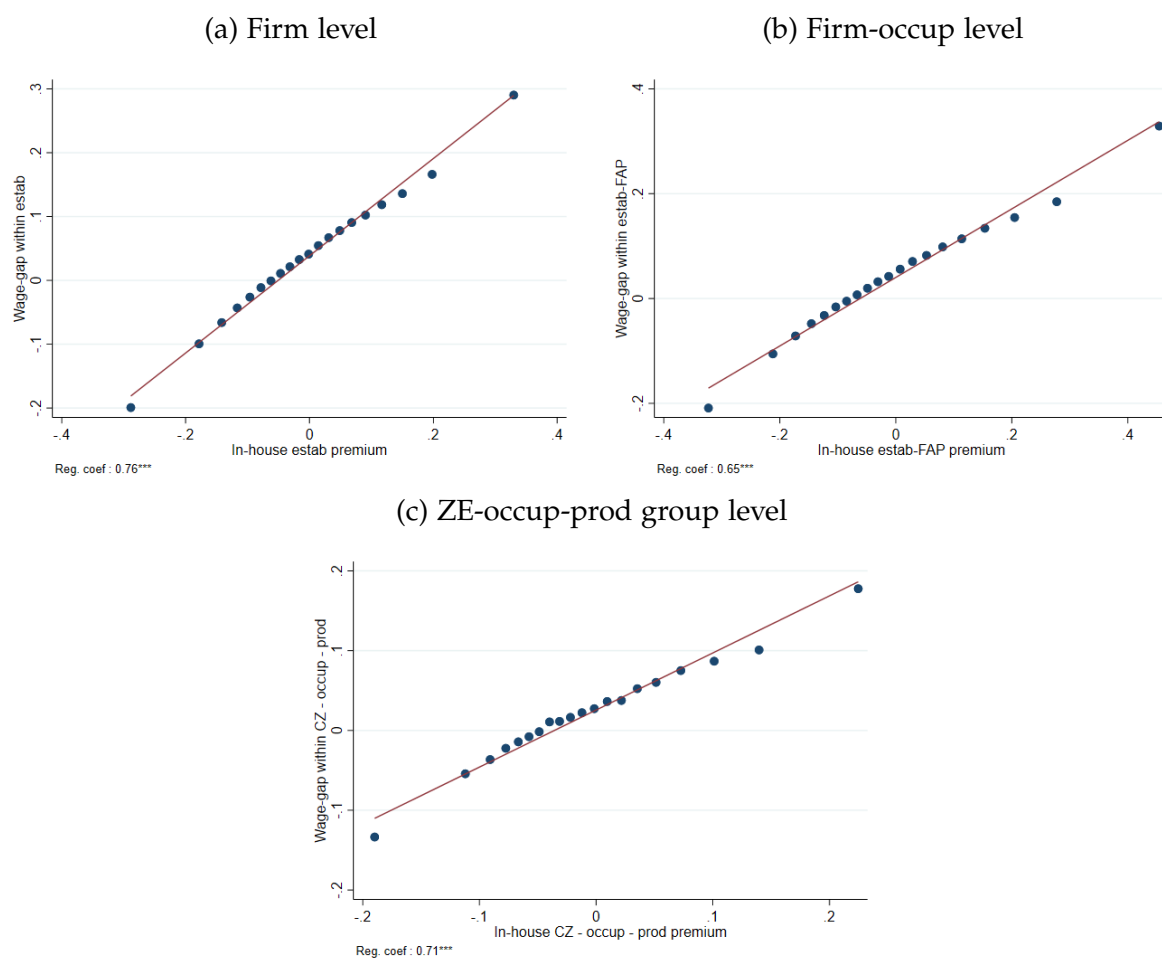 (a) Firm level
Wage-gap within estab
.3
.2
.1
0
-.1
-.2
-.4
-.2
0
.2
.4
In-house estab premium
Reg. coef : 0.76***
(b) Firm-occup level
Wage-gap within estab-FAP
.4
.2
0
-.2
-.4
-.2
0
.2
.4
In-house estab-FAP premium
Reg. coef : 0.65***
(c) ZE-occup-prod group level
Wage-gap within CZ - occup - prod
.2
.1
0
-.1
-.2
-.2
-.1
0
.1
.2
In-house CZ - occup - prod premium
Reg. coef : 0.71***